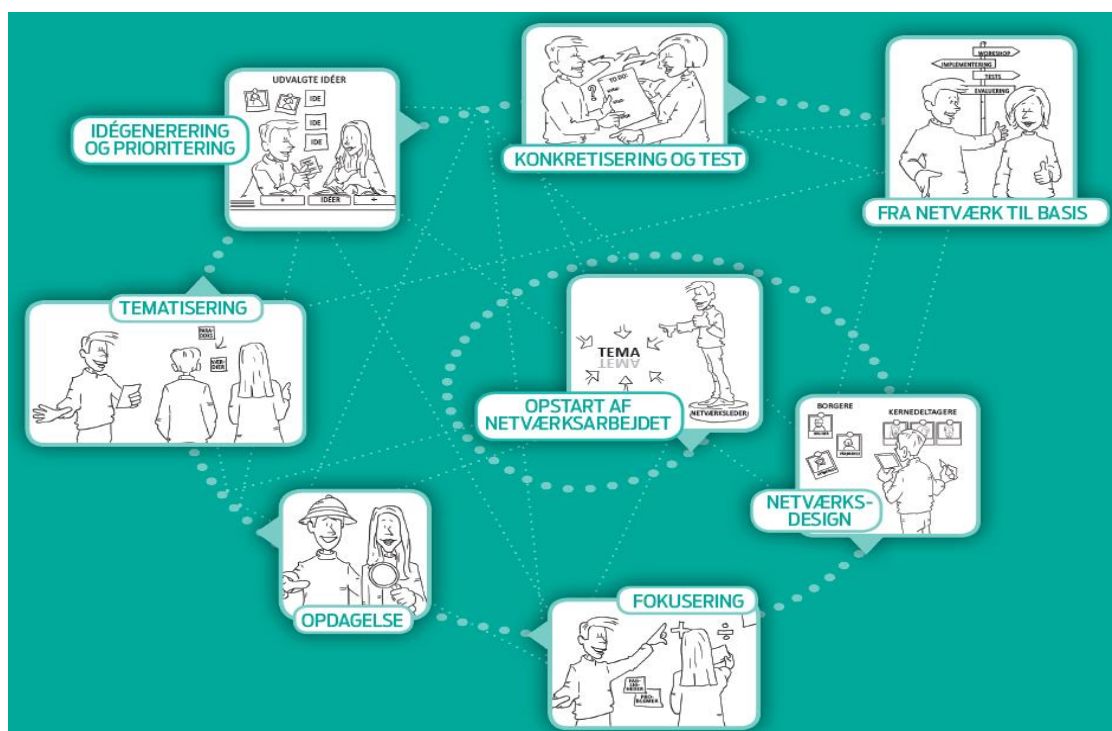 UDVALGTE IDÉER
IDE
IDE
IDE
IDÉER
IDÉGENERERING
OG PRIORITERING
TO DO:
KONKRETISERING OG TEST
WORKSHOP
IMPLEMENTERING
TESTS
EVALUERING
FRA NETVÆRK TIL BASIS
TEMATISERING
PARA-
DOKS
VÆR-
DIER
TEMA
NETVÆRKSLEDER
OPSTART AF
NETVÆRKSARBEJDET
BORGERE
KERNEDELTAGERE
NETVÆRKS-
DESIGN
OPDAGELSE
FOKUSERING
PRO-
BLEMER